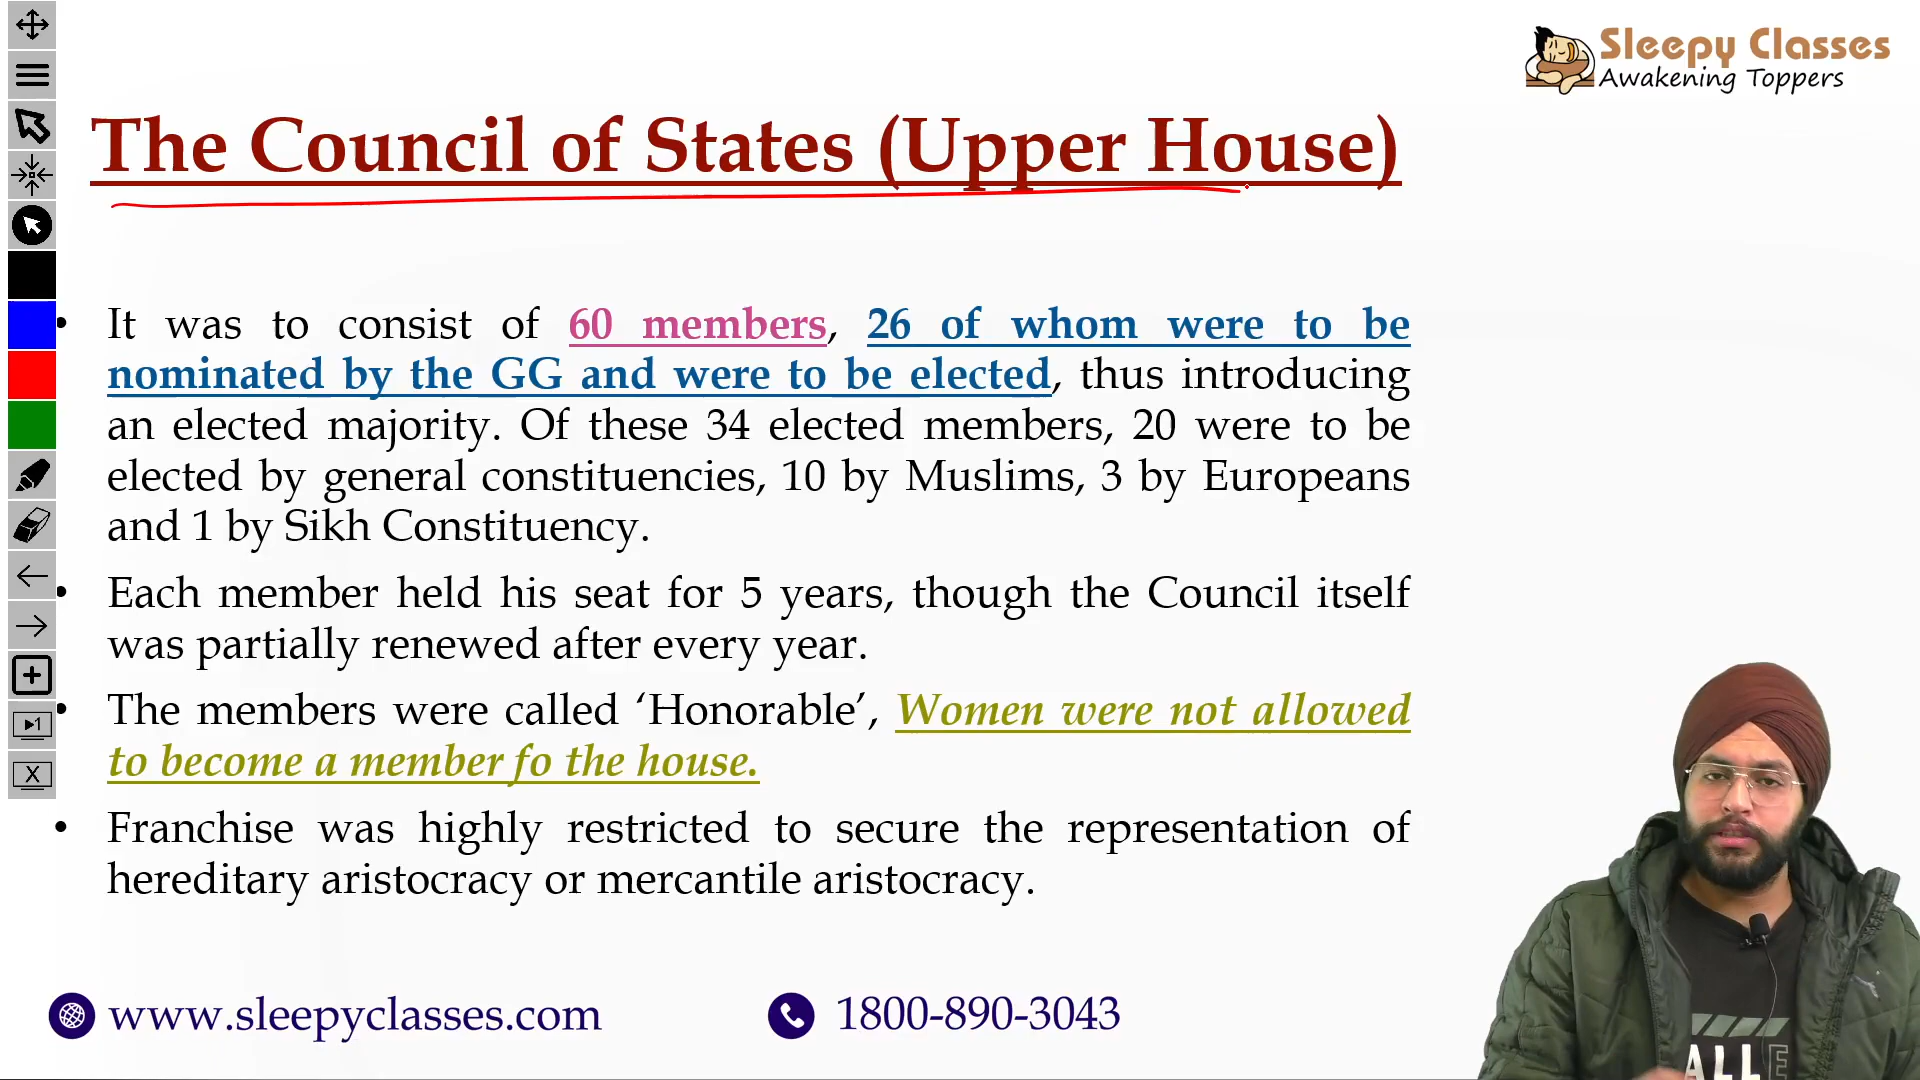 Sleepy Classes
Awakening Toppers
The Council of States (Upper House)
• It was to consist of 60 members, 26 of whom were to be
nominated by the GG and were to be elected, thus introducing
an elected majority. Of these 34 elected members, 20 were to be
elected by general constituencies, 10 by Muslims, 3 by Europeans
and 1 by Sikh Constituency.
• Each member held his seat for 5 years, though the Council itself
was partially renewed after every year.
• The members were called ‘Honorable’, Women were not allowed
to become a member fo the house.
• Franchise was highly restricted to secure the representation of
hereditary aristocracy or mercantile aristocracy.
www.sleepyclasses.com
1800-890-3043